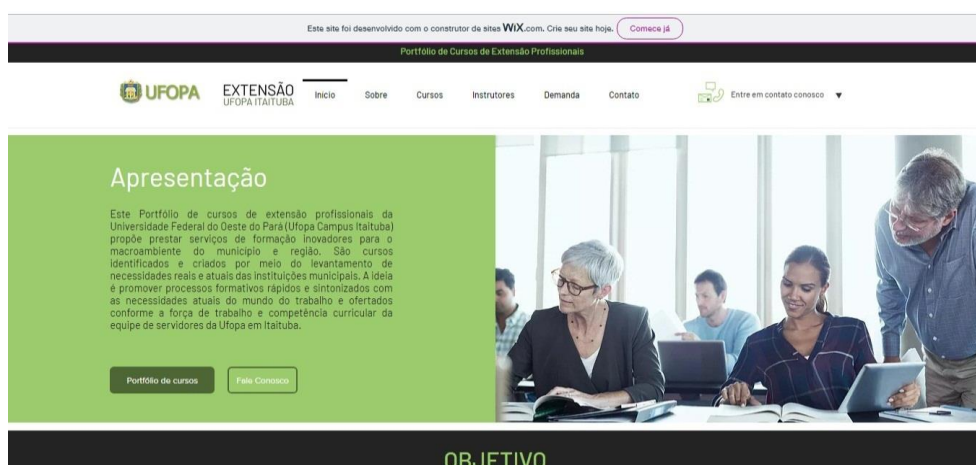 Este site foi desenvolvido com o construtor de sites WiX.com. Crie seu site hoje. Comece já
Portfólio de Cursos de Extensão Profissionais
UFOPA
EXTENSÃO
UFOPA ITAITUBA
Início Sobre Cursos Instrutores Demanda Contato
Entre em contato conosco ▼
Apresentação
Este Portfólio de cursos de extensão profissionais da
Universidade Federal do Oeste do Pará (Ufopa Campus Itaituba)
propõe prestar serviços de formação inovadores para o
macroambiente do município e região. São cursos
identificados e criados por meio do levantamento de
necessidades reais e atuais das instituições municipais. A ideia
é promover processos formativos rápidos e sintonizados com
as necessidades atuais do mundo do trabalho e ofertados
conforme a força de trabalho e competência curricular da
equipe de servidores da Ufopa em Itaituba.
Portfólio de cursos
Fale Conosco
OBJETIVO